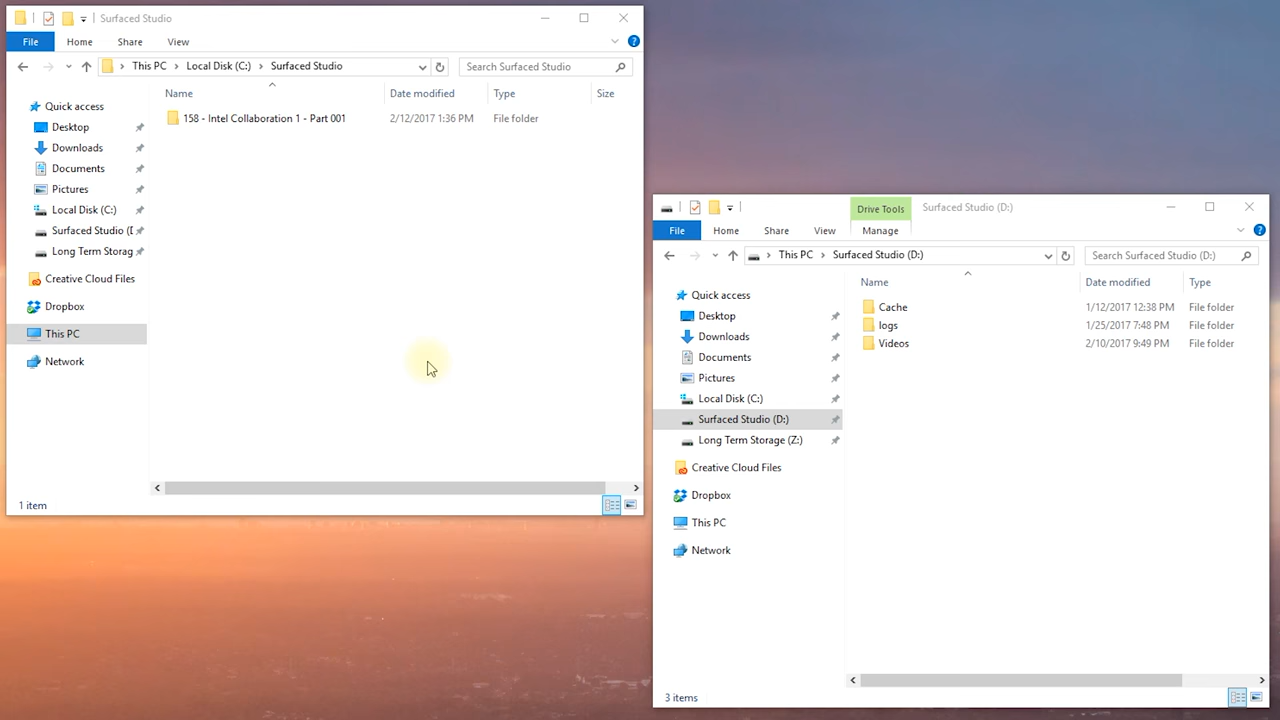 Surfaced Studio
File Home Share View
This PC Local Disk (C:) Surfaced Studio Search Surfaced Studio
Name Date modified Type Size
158 - Intel Collaboration 1 - Part 001 2/12/2017 1:36 PM File folder
Quick access
Desktop
Downloads
Documents
Pictures
Local Disk (C:)
Surfaced Studio (D
Long Term Storag
Creative Cloud Files
Dropbox
This PC
Network
1 item
Drive Tools Surfaced Studio (D:)
File Home Share View Manage
This PC Surfaced Studio (D:) Search Surfaced Studio (D:)
Name Date modified Type
Cache 1/12/2017 12:38 PM File folder
logs 1/25/2017 7:48 PM File folder
Videos 2/10/2017 9:49 PM File folder
Quick access
Desktop
Downloads
Documents
Pictures
Local Disk (C:)
Surfaced Studio (D:)
Long Term Storage (Z:)
Creative Cloud Files
Dropbox
This PC
Network
3 items